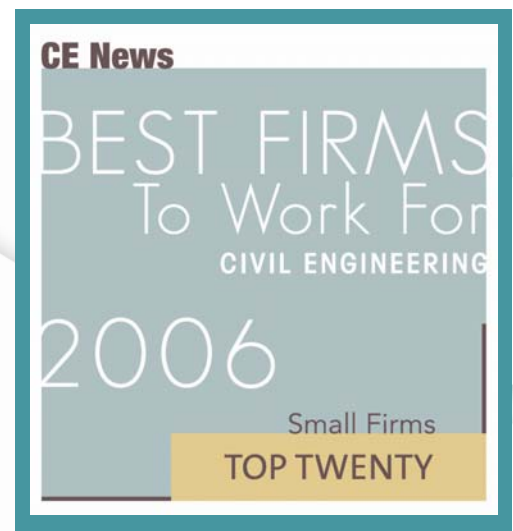 CE News
BEST FIRMS
To Work For
CIVIL ENGINEERING
2006
Small Firms
TOP TWENTY